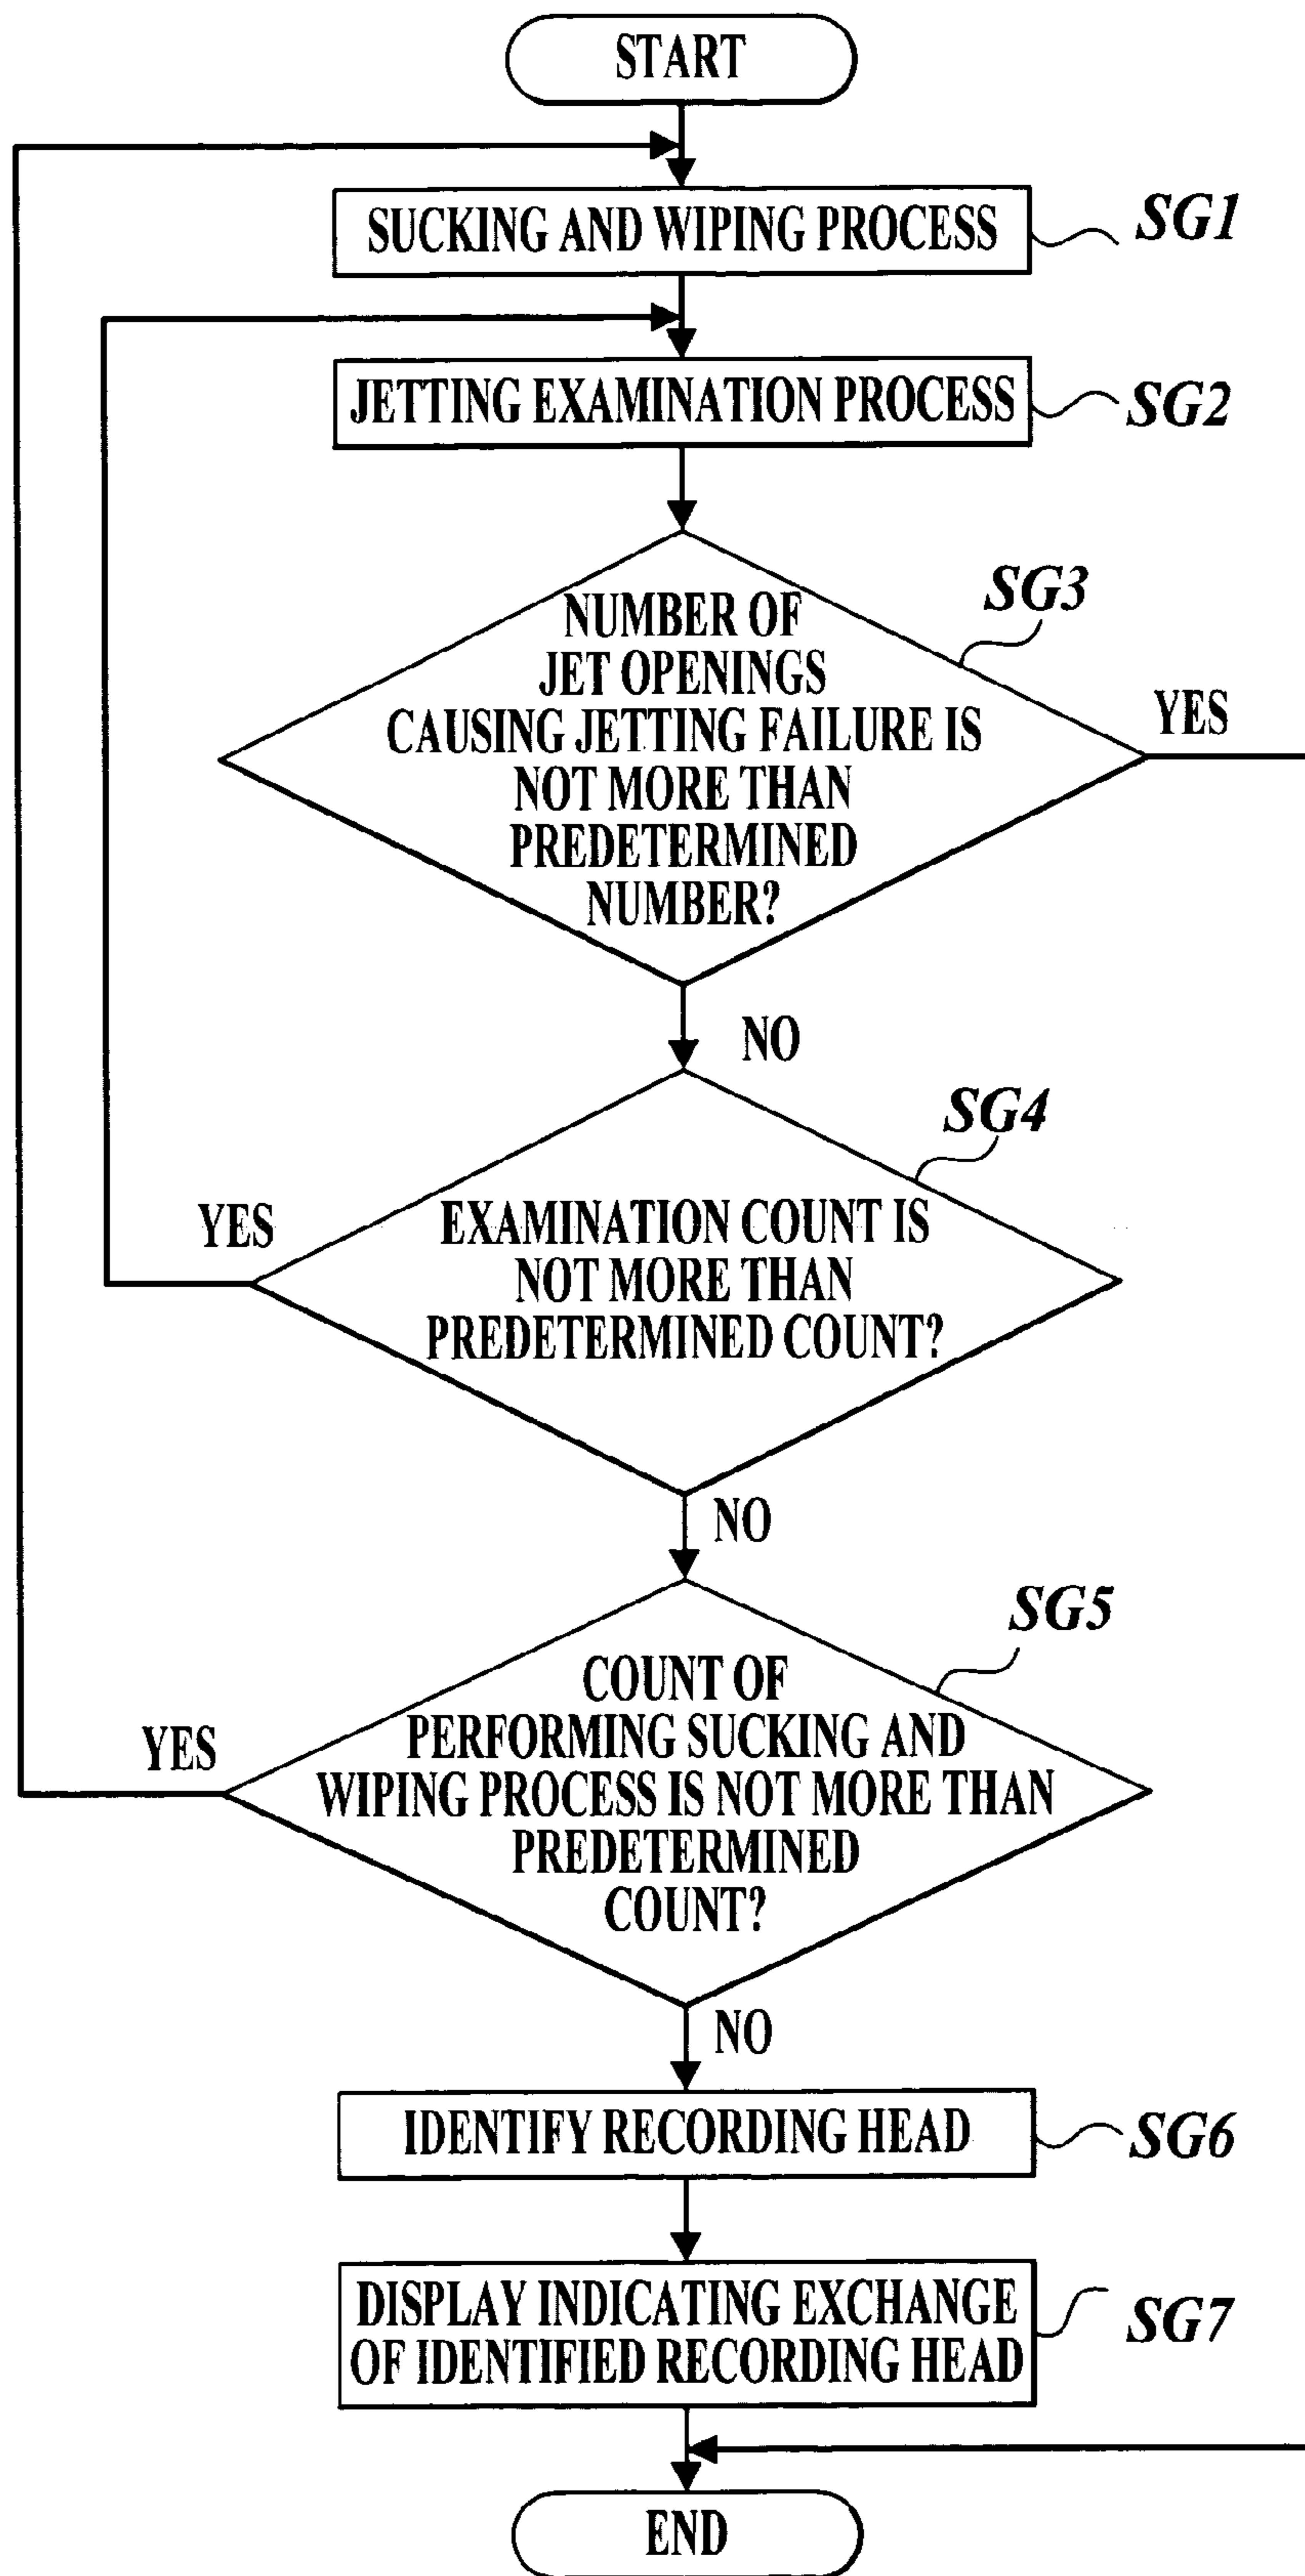 START
SUCKING AND WIPING PROCESS
SG1
JETTING EXAMINATION PROCESS
SG2
SG3
NUMBER OF
JET OPENINGS
CAUSING JETTING FAILURE IS
NOT MORE THAN
PREDETERMINED
NUMBER?
YES
NO
SG4
YES
EXAMINATION COUNT IS
NOT MORE THAN
PREDETERMINED COUNT?
NO
SG5
COUNT OF
PERFORMING SUCKING AND
WIPING PROCESS IS NOT MORE THAN
PREDETERMINED
COUNT?
YES
NO
IDENTIFY RECORDING HEAD
SG6
DISPLAY INDICATING EXCHANGE
OF IDENTIFIED RECORDING HEAD
SG7
END